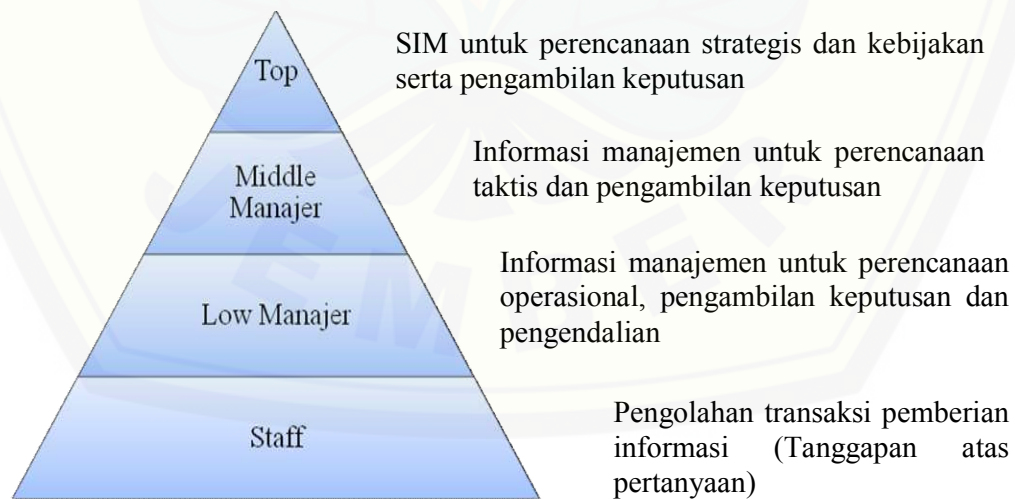 Top
SIM untuk perencanaan strategis dan kebijakan
serta pengambilan keputusan
Middle
Manajer
Informasi manajemen untuk perencanaan
taktis dan pengambilan keputusan
Low Manajer
Informasi manajemen untuk perencanaan
operasional, pengambilan keputusan dan
pengendalian
Staff
Pengolahan transaksi pemberian
informasi (Tanggapan atas
pertanyaan)